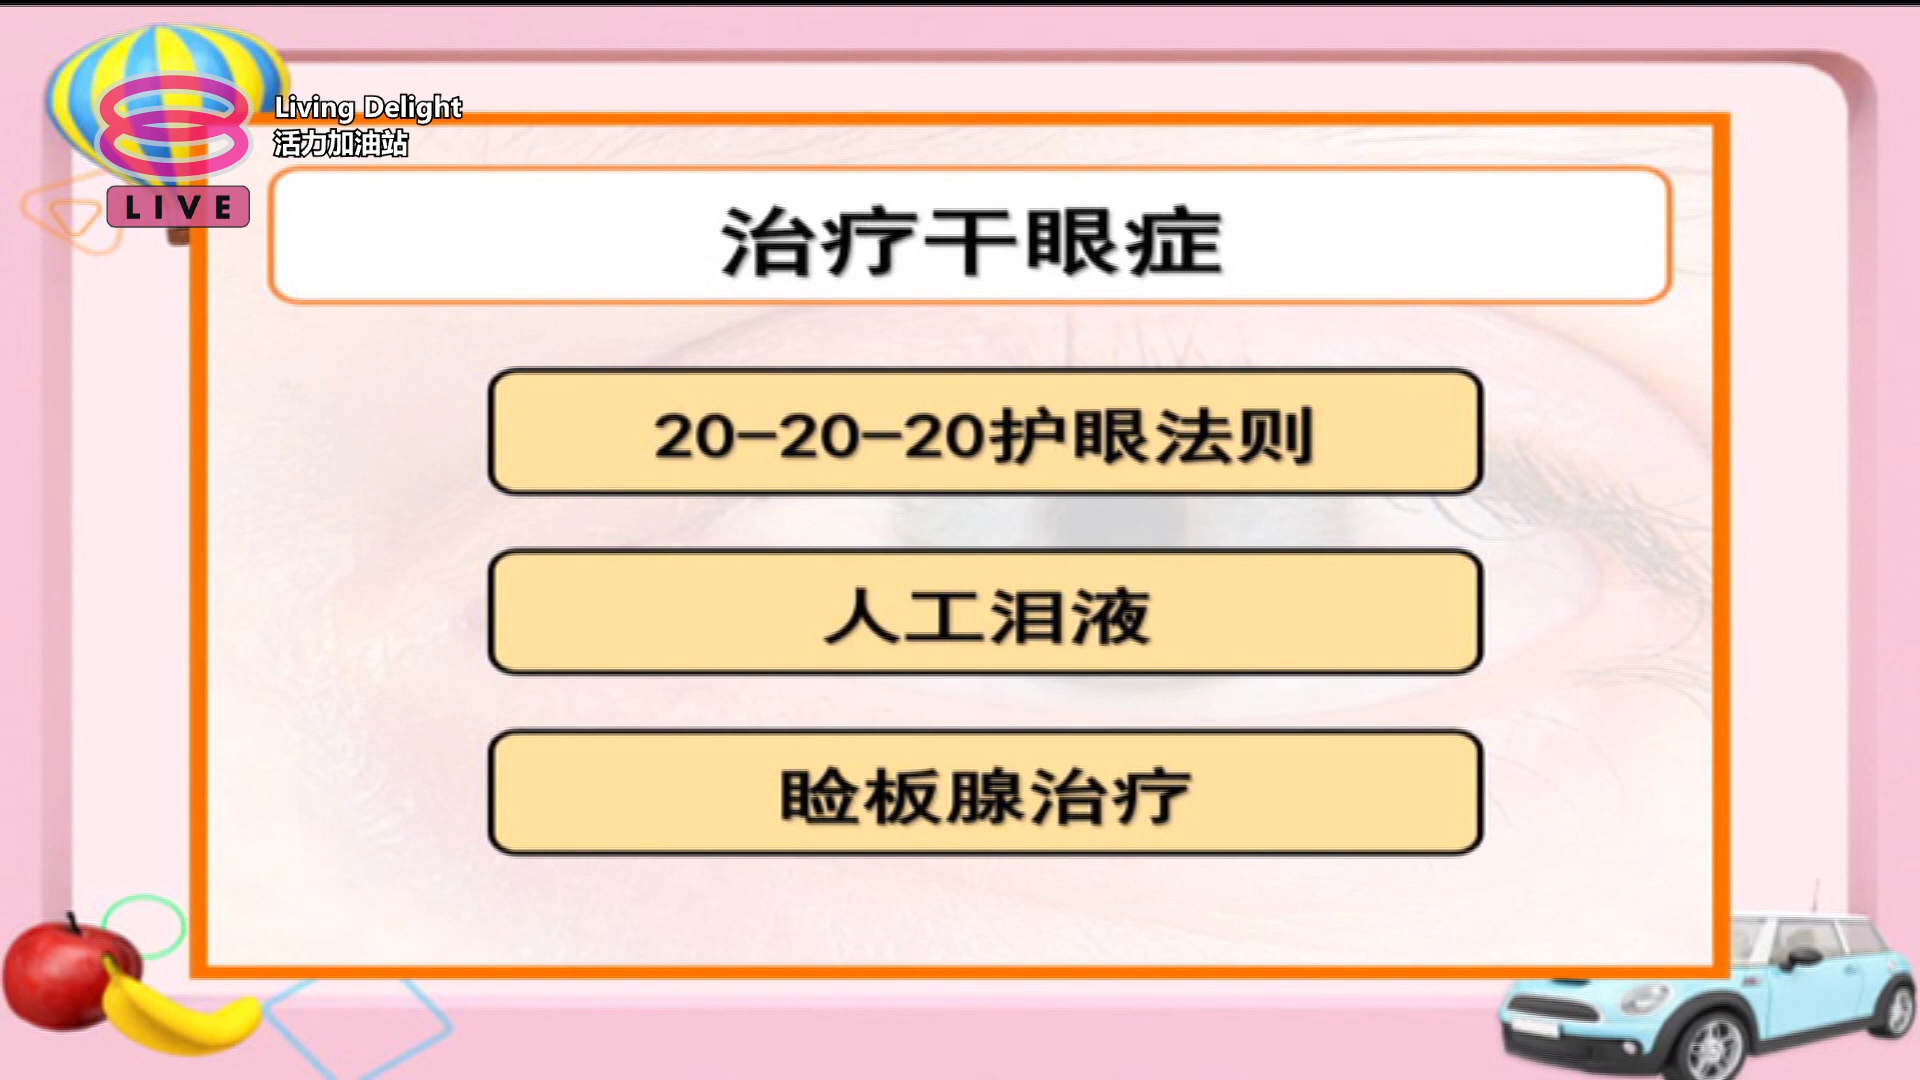 Living Delight
活力加油站
LIVE
治疗干眼症
20-20-20护眼法则
人工泪液
睑板腺治疗